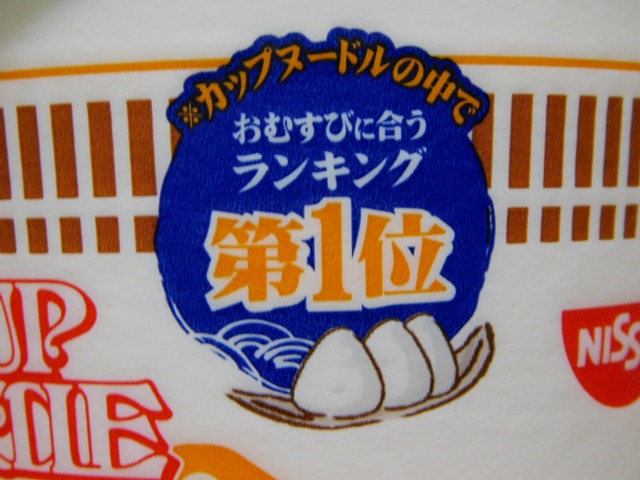 ※カップヌードルの中で
おむすびに合う
ランキング
第1位
UP
NISS